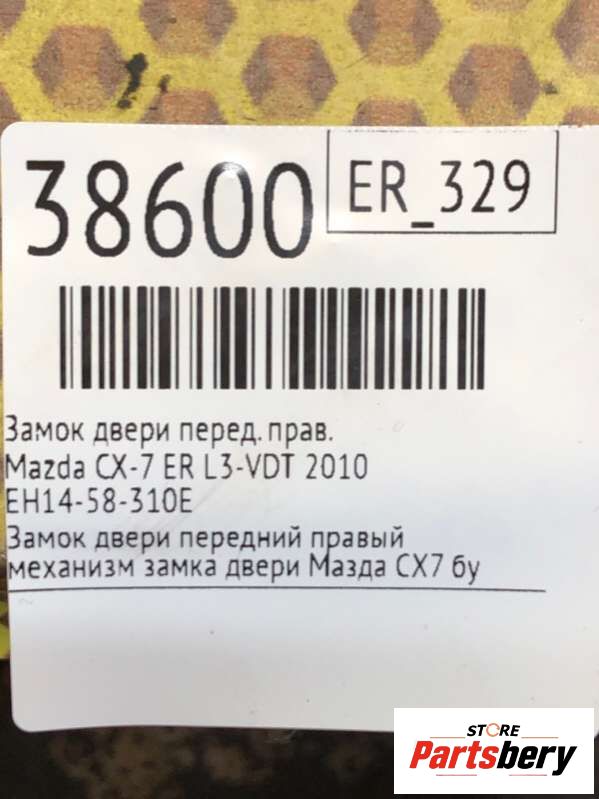 38600
ER_329
Замок двери перед. прав.
Mazda CX-7 ER L3-VDT 2010
EH14-58-310E
Замок двери передний правый
механизм замка двери Мазда CX7 бу
STORE
Partsbery